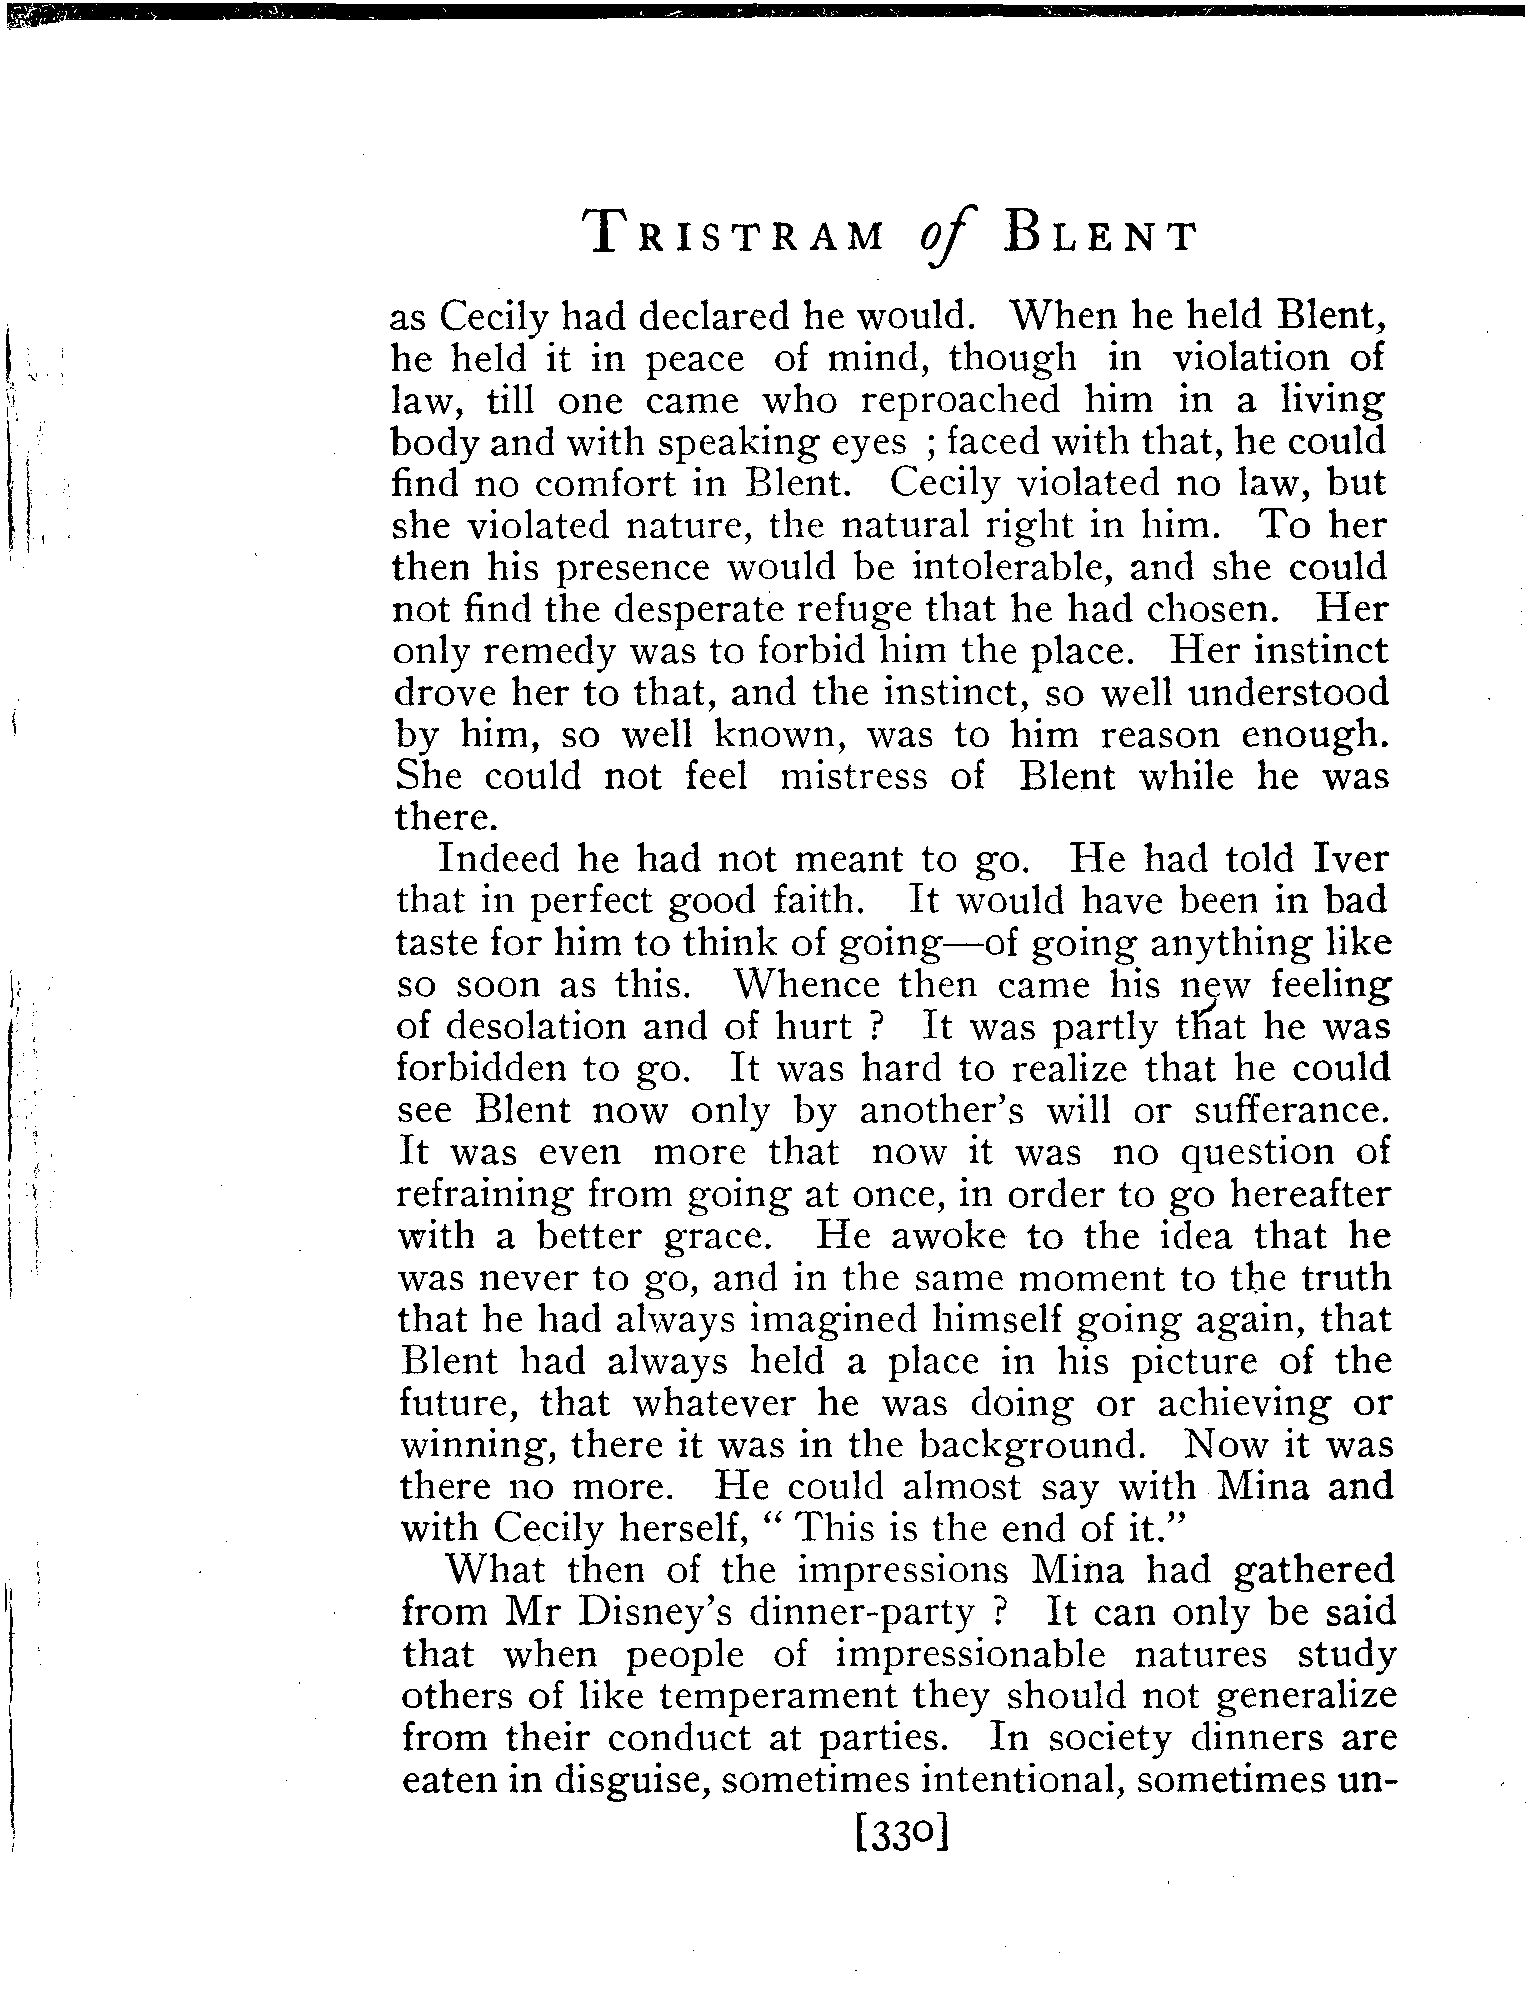 TRISTRAM of BLENT
as Cecily had declared he would. When he held Blent,
he held it in peace of mind, though in violation of
law, till one came who reproached him in a living
body and with speaking eyes ; faced with that, he could
find no comfort in Blent. Cecily violated no law, but
she violated nature, the natural right in him. To her
then his presence would be intolerable, and she could
not find the desperate refuge that he had chosen. Her
only remedy was to forbid him the place. Her instinct
drove her to that, and the instinct, so well understood
by him, so well known, was to him reason enough.
She could not feel mistress of Blent while he was
there.
Indeed he had not meant to go. He had told Iver
that in perfect good faith. It would have been in bad
taste for him to think of going—of going anything like
so soon as this. Whence then came his new feeling
of desolation and of hurt ? It was partly that he was
forbidden to go. It was hard to realize that he could
see Blent now only by another's will or sufferance.
It was even more that now it was no question of
refraining from going at once, in order to go hereafter
with a better grace. He awoke to the idea that he
was never to go, and in the same moment to the truth
that he had always imagined himself going again, that
Blent had always held a place in his picture of the
future, that whatever he was doing or achieving or
winning, there it was in the background. Now it was
there no more. He could almost say with Mina and
with Cecily herself, “ This is the end of it.”
What then of the impressions Mina had gathered
from Mr Disney's dinner-party ? It can only be said
that when people of impressionable natures study
others of like temperament they should not generalize
from their conduct at parties. In society dinners are
eaten in disguise, sometimes intentional, sometimes un-
[330]